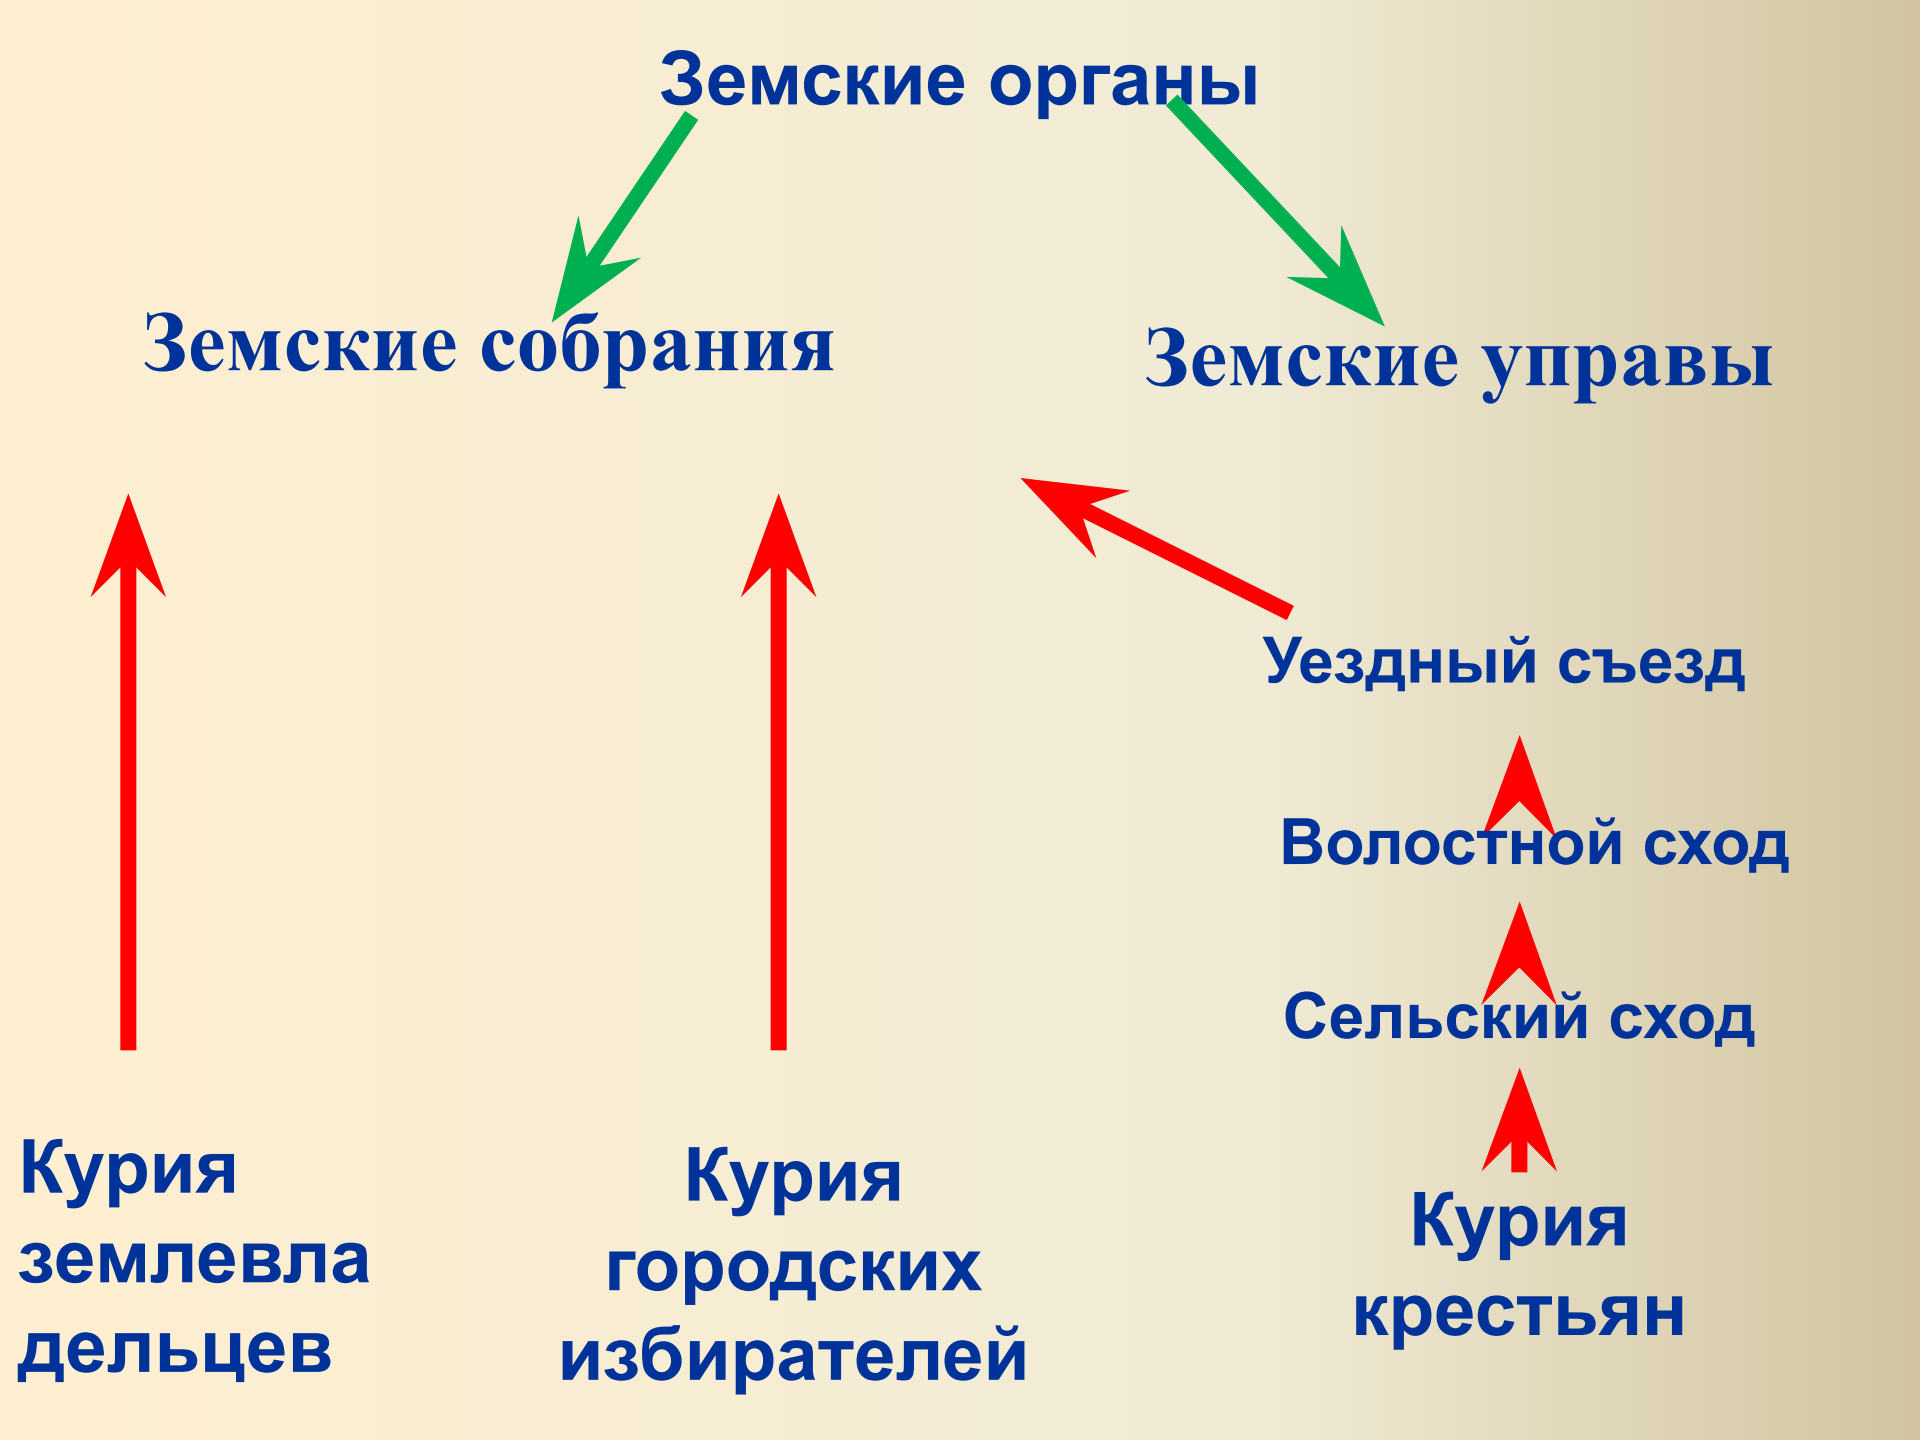 Земские органы
Земские собрания
Земские управы
Уездный съезд
Волостной сход
Сельский сход
Курия
землевла
дельцев
Курия
городских
избирателей
Курия
крестьян